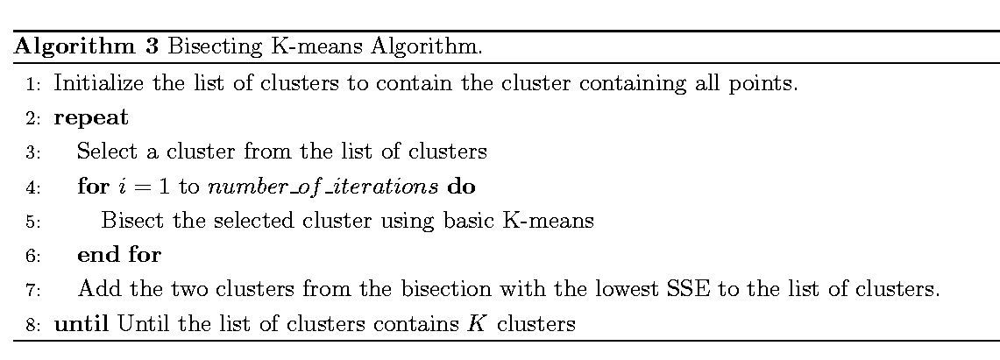 Algorithm 3 Bisecting K-means Algorithm.
1: Initialize the list of clusters to contain the cluster containing all points.
2: repeat
3: Select a cluster from the list of clusters
4: for i = 1 to number_of_iterations do
5: Bisect the selected cluster using basic K-means
6: end for
7: Add the two clusters from the bisection with the lowest SSE to the list of clusters.
8: until Until the list of clusters contains K clusters